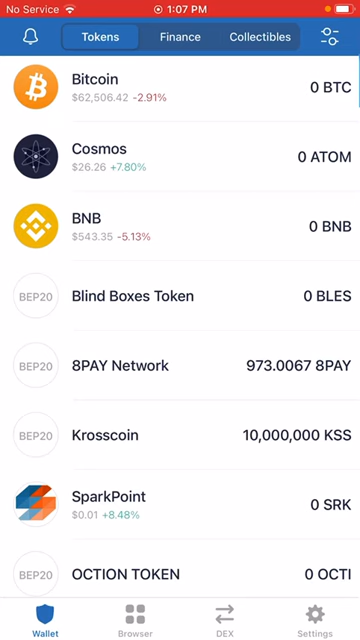 No Service 1:07 PM
Tokens Finance Collectibles
Bitcoin
$62,506.42 -2.91%
0 BTC
Cosmos
$26.26 +7.80%
0 ATOM
BNB
$543.35 -5.13%
0 BNB
BEP20 Blind Boxes Token 0 BLES
BEP20 8PAY Network 973.0067 8PAY
BEP20 Krosscoin 10,000,000 KSS
SparkPoint
$0.01 +8.48%
0 SRK
BEP20 OCTION TOKEN 0 OCTI
Wallet Browser DEX Settings